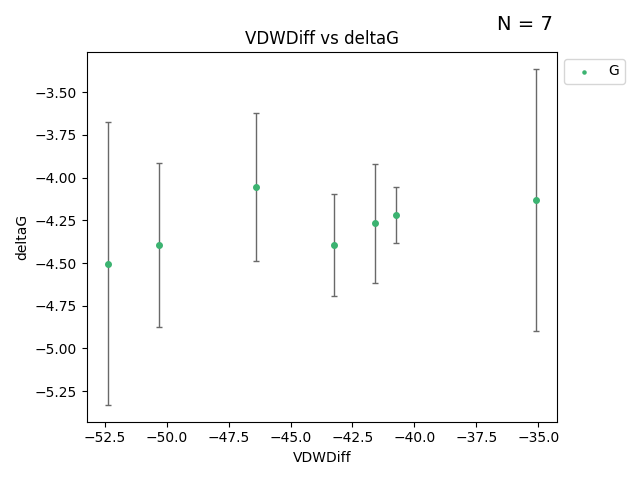 N = 7
VDWDiff vs deltaG
G
−3.50
−3.75
−4.00
−4.25
−4.50
−4.75
−5.00
−5.25
deltaG
−52.5 −50.0 −47.5 −45.0 −42.5 −40.0 −37.5 −35.0
VDWDiff